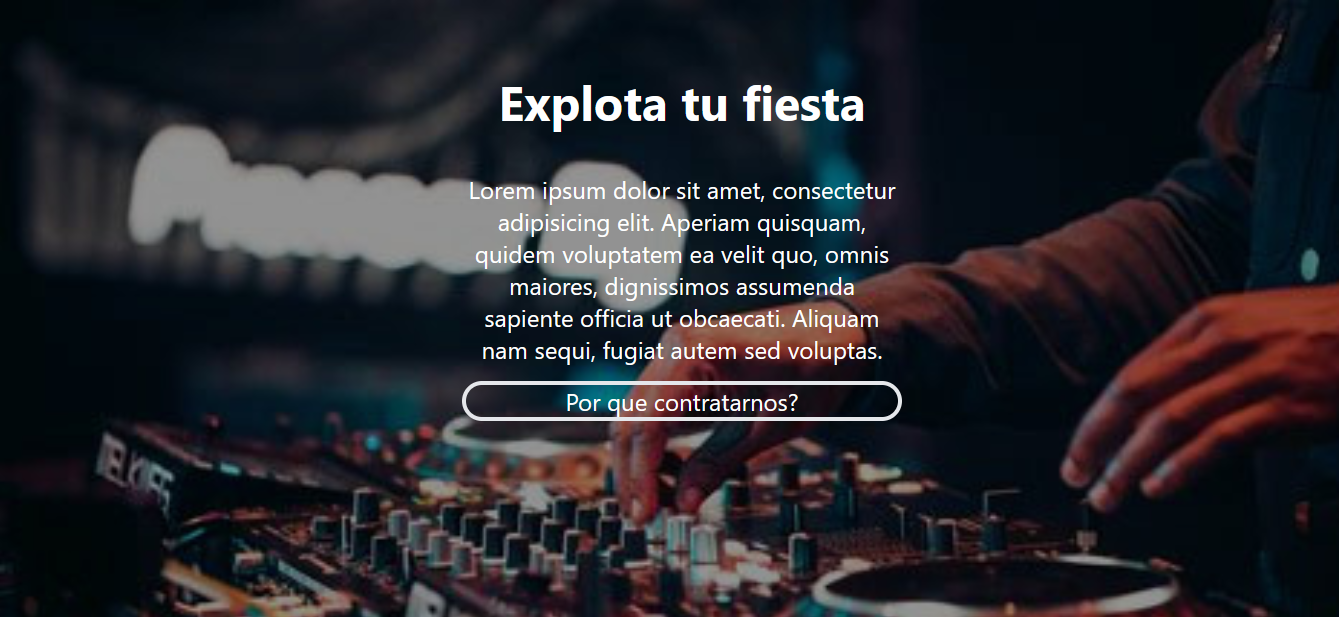 Explota tu fiesta
Lorem ipsum dolor sit amet, consectetur
adipisicing elit. Aperiam quisquam,
quidem voluptatem ea velit quo, omnis
maiores, dignissimos assumenda
sapiente officia ut obcaecati. Aliquam
nam sequi, fugiat autem sed voluptas.
Por que contratarnos?